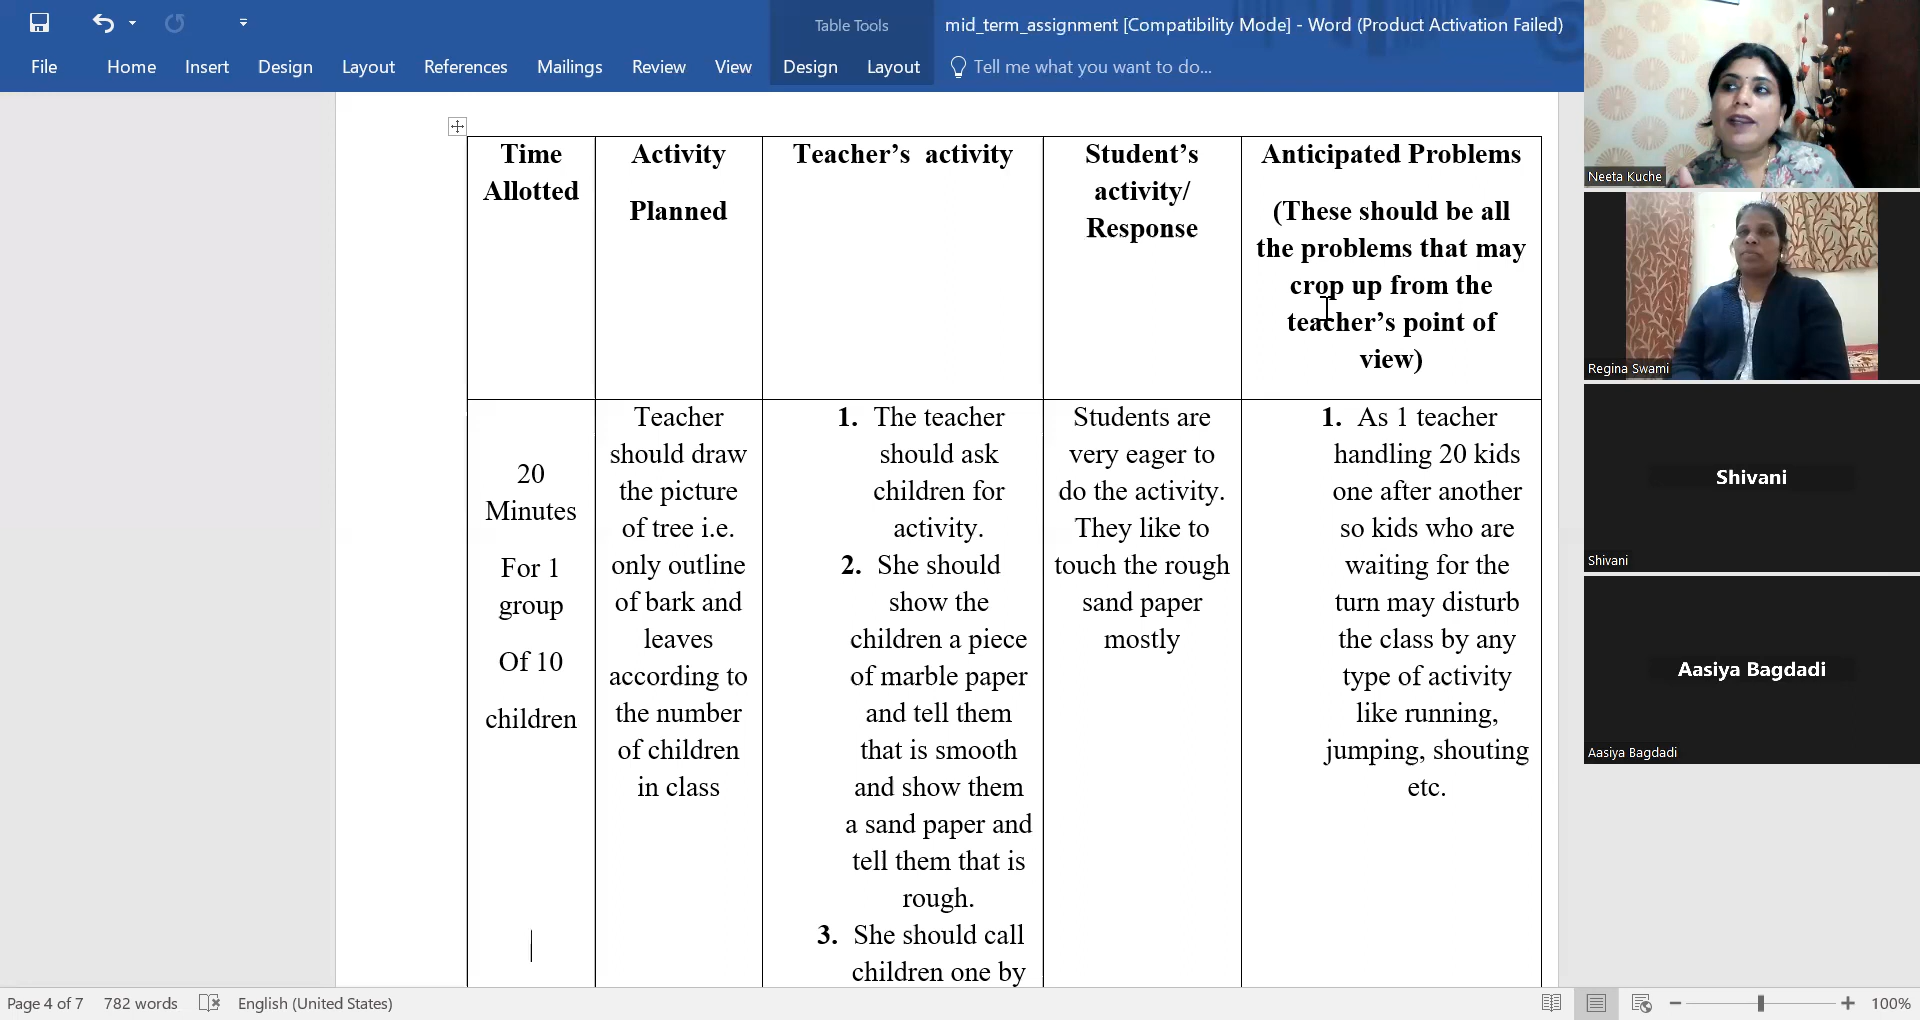 Table Tools
mid_term_assignment [Compatibility Mode] - Word (Product Activation Failed)
File Home Insert Design Layout References Mailings Review View Design Layout Tell me what you want to do...
Time
Allotted
Activity
Planned
Teacher’s activity
Student’s
activity/
Response
Anticipated Problems
(These should be all
the problems that may
crop up from the
teacher’s point of
view)
20
Minutes
For 1
group
Of 10
children
Teacher
should draw
the picture
of tree i.e.
only outline
of bark and
leaves
according to
the number
of children
in class
1. The teacher
should ask
children for
activity.
2. She should
show the
children a piece
of marble paper
and tell them
that is smooth
and show them
a sand paper and
tell them that is
rough.
3. She should call
children one by
Students are
very eager to
do the activity.
They like to
touch the rough
sand paper
mostly
1. As 1 teacher
handling 20 kids
one after another
so kids who are
waiting for the
turn may disturb
the class by any
type of activity
like running,
jumping, shouting
etc.
Neeta Kuche
Regina Swami
Shivani
Shivani
Aasiya Bagdadi
Aasiya Bagdadi
Page 4 of 7 782 words English (United States) 100%